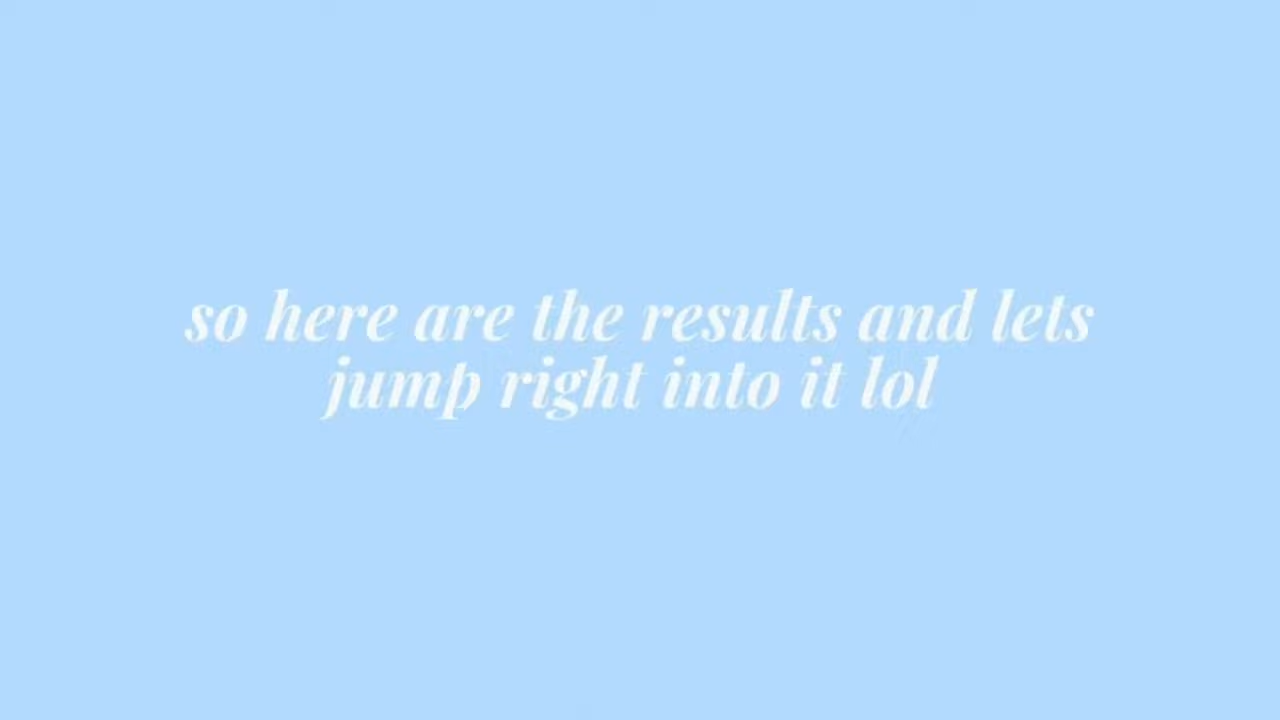 so here are the results and lets
jump right into it lol